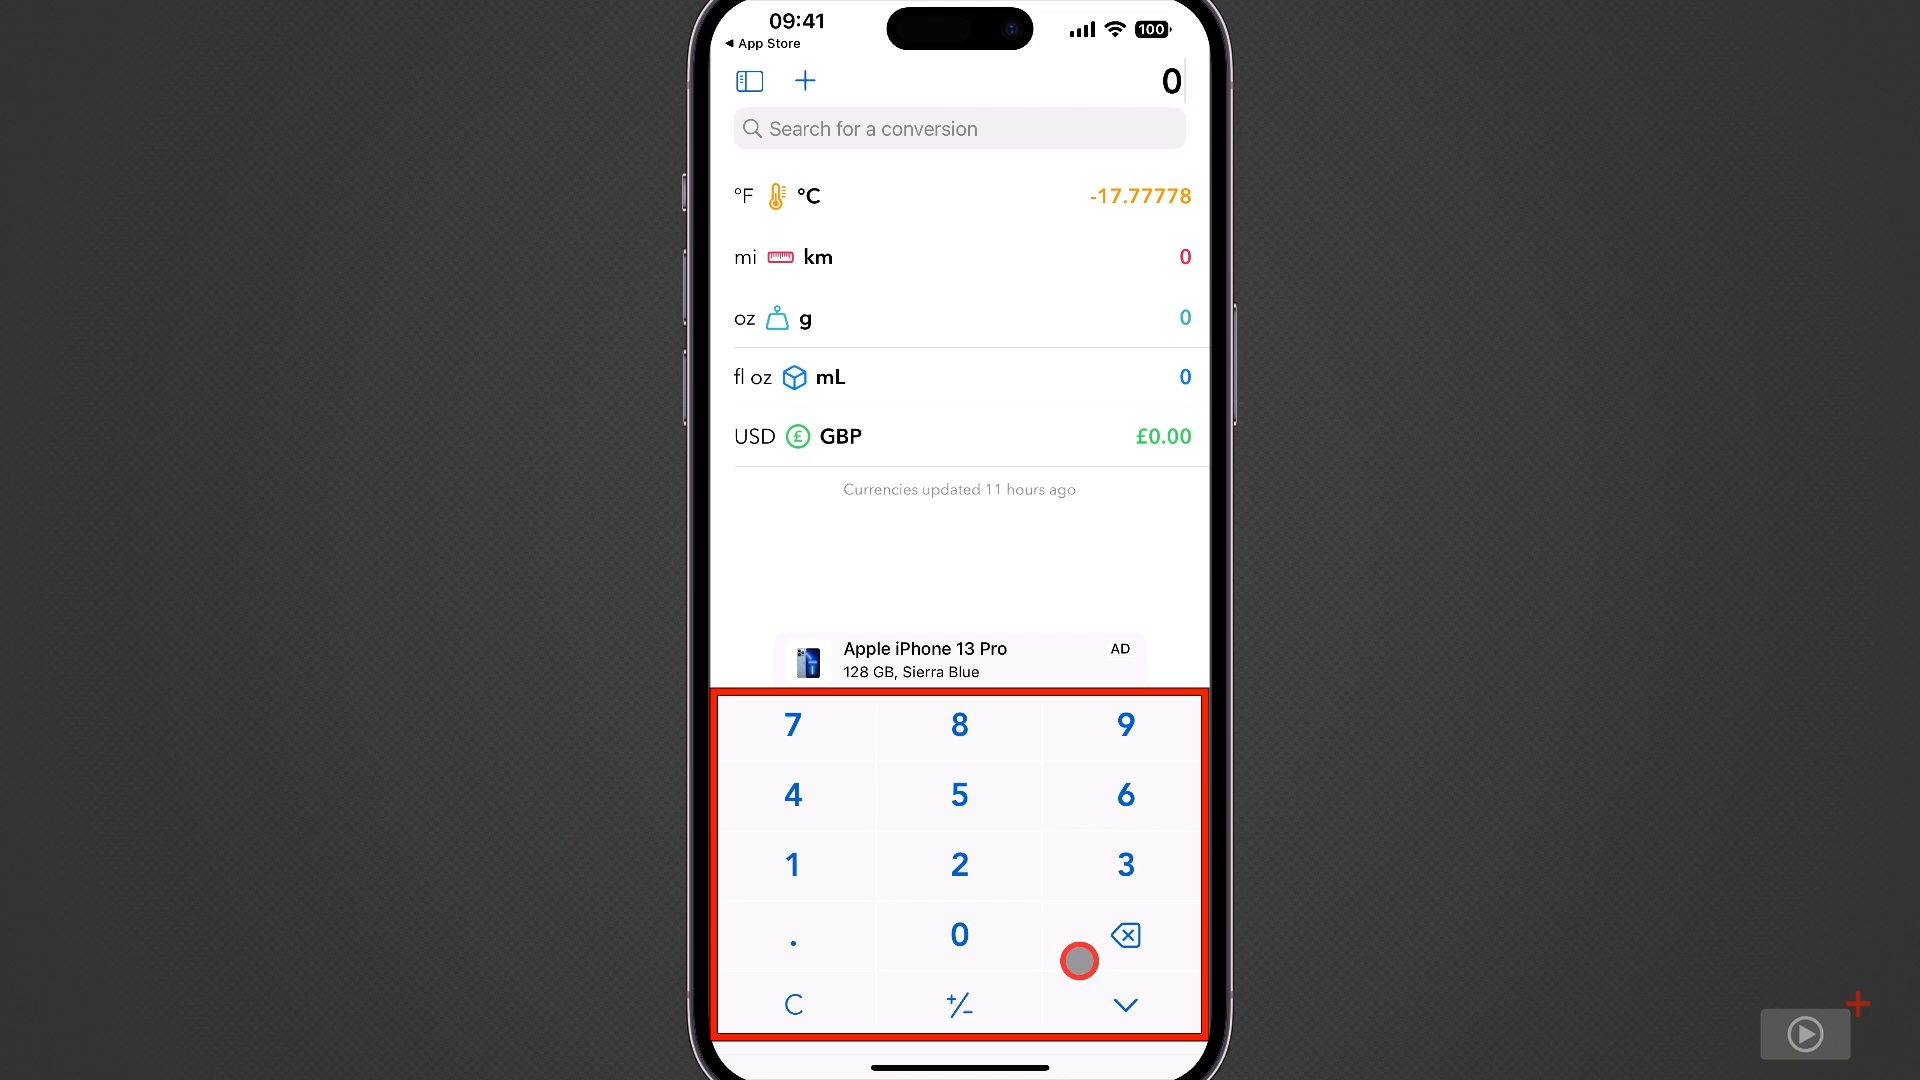 09:41
◀ App Store
100
0
Search for a conversion
°F °C -17.77778
mi km 0
oz g 0
fl oz mL 0
USD £ GBP £0.00
Currencies updated 11 hours ago
Apple iPhone 13 Pro AD
128 GB, Sierra Blue
7 8 9
4 5 6
1 2 3
. 0
C +/-